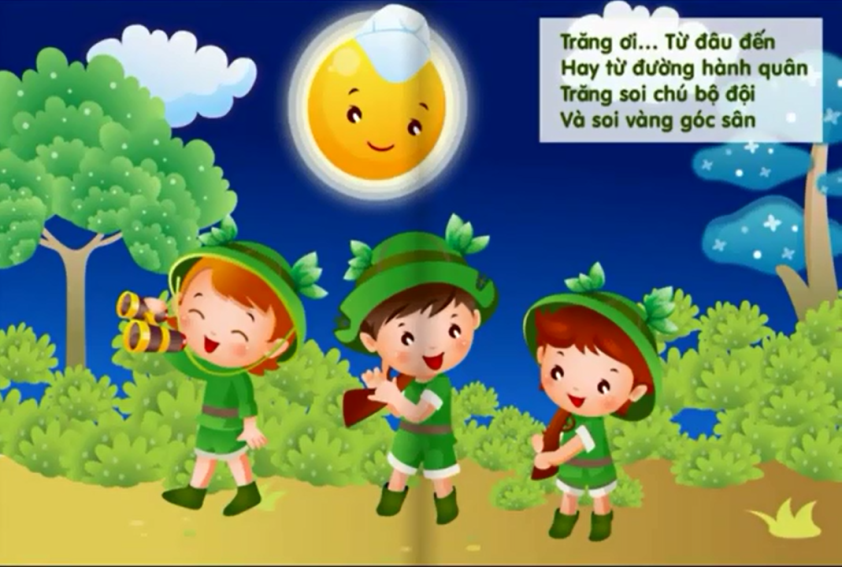 Trăng ơi... Từ đâu đến
Hay từ đường hành quân
Trăng soi chú bộ đội
Và soi vàng góc sân